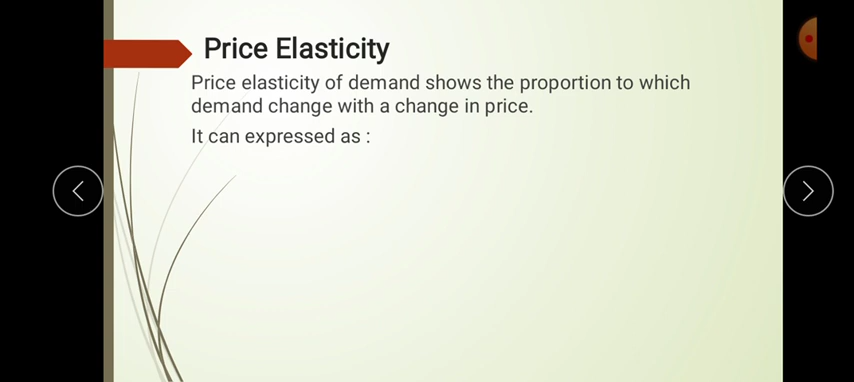 Price Elasticity
Price elasticity of demand shows the proportion to which
demand change with a change in price.
It can expressed as :